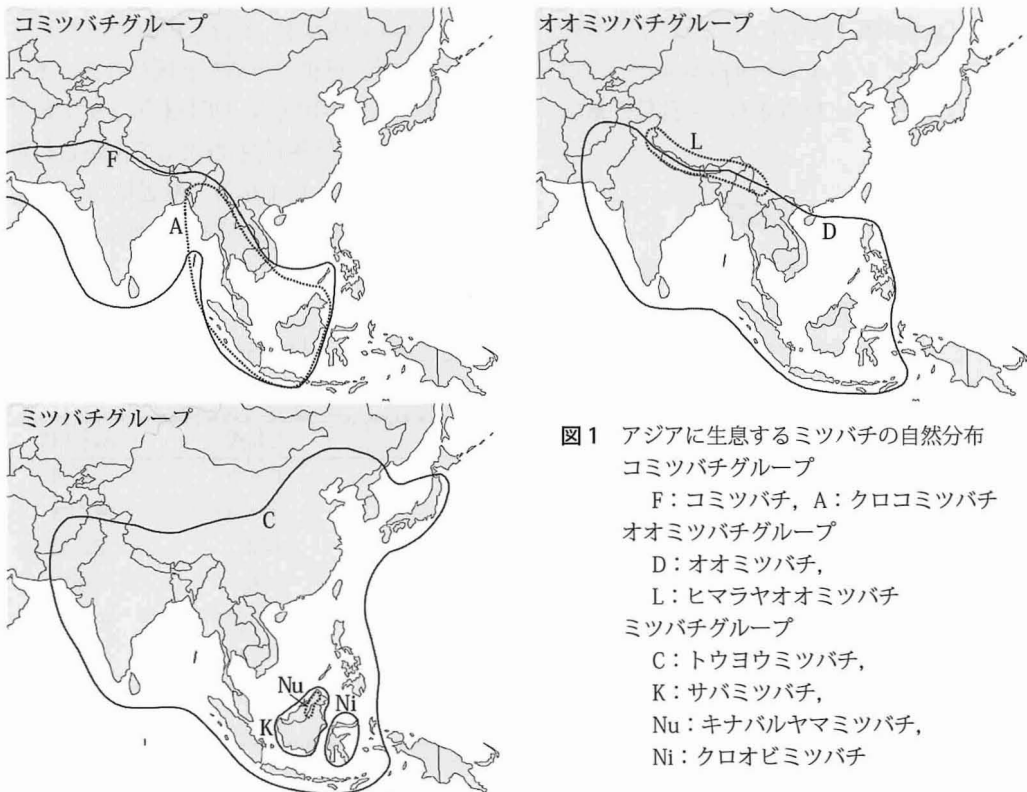 コミツバチグループ
F
A
オオミツバチグループ
L
D
ミツバチグループ
C
Nu
Ni
K
図1 アジアに生息するミツバチの自然分布
コミツバチグループ
F：コミツバチ，A：クロコミツバチ
オオミツバチグループ
D：オオミツバチ，
L：ヒマラヤオオミツバチ
ミツバチグループ
C：トウヨウミツバチ，
K：サバミツバチ，
Nu：キナバルヤマミツバチ，
Ni：クロオビミツバチ